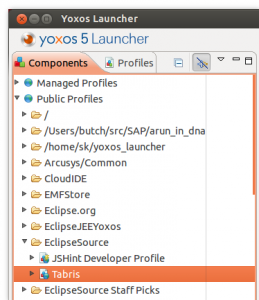 Yoxos Launcher
yoxos 5 Launcher
Components
Profiles
Managed Profiles
Public Profiles
/
/Users/butch/src/SAP/arun_in_dna
/home/sk/yoxos_launcher
Arcusys/Common
CloudIDE
EMFStore
Eclipse.org
EclipseJEEYoxos
EclipseSource
JSHint Developer Profile
Tabris
EclipseSource Staff Picks